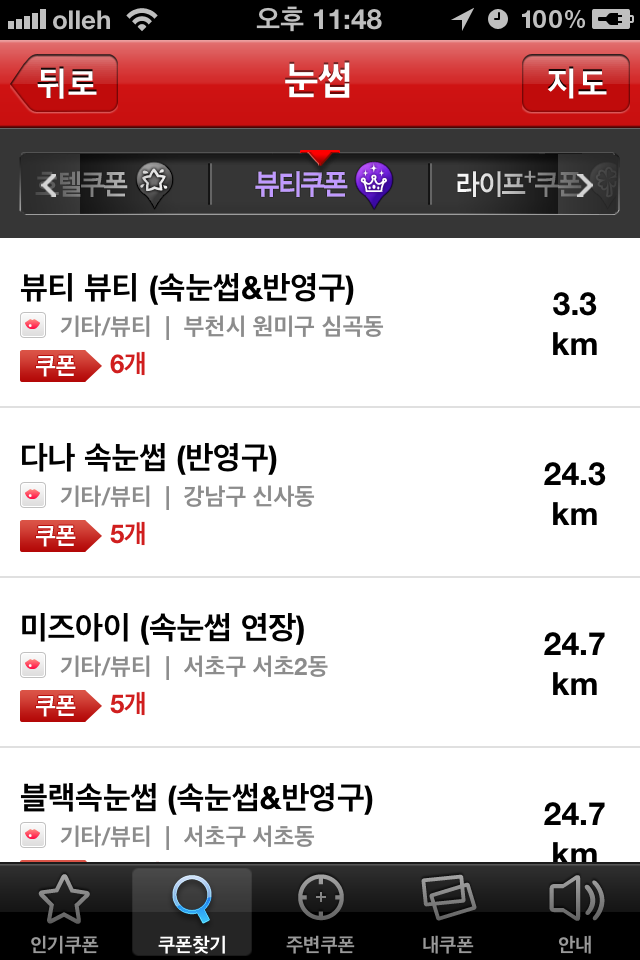 olleh 오후 11:48 100%
뒤로 눈썹 지도
호텔쿠폰 뷰티쿠폰 라이프+쿠폰
뷰티 뷰티 (속눈썹&반영구)
기타/뷰티 | 부천시 원미구 심곡동
쿠폰 6개
3.3
km
다나 속눈썹 (반영구)
기타/뷰티 | 강남구 신사동
쿠폰 5개
24.3
km
미즈아이 (속눈썹 연장)
기타/뷰티 | 서초구 서초2동
쿠폰 5개
24.7
km
블랙속눈썹 (속눈썹&반영구)
기타/뷰티 | 서초구 서초동
24.7
km
인기쿠폰 쿠폰찾기 주변쿠폰 내쿠폰 안내